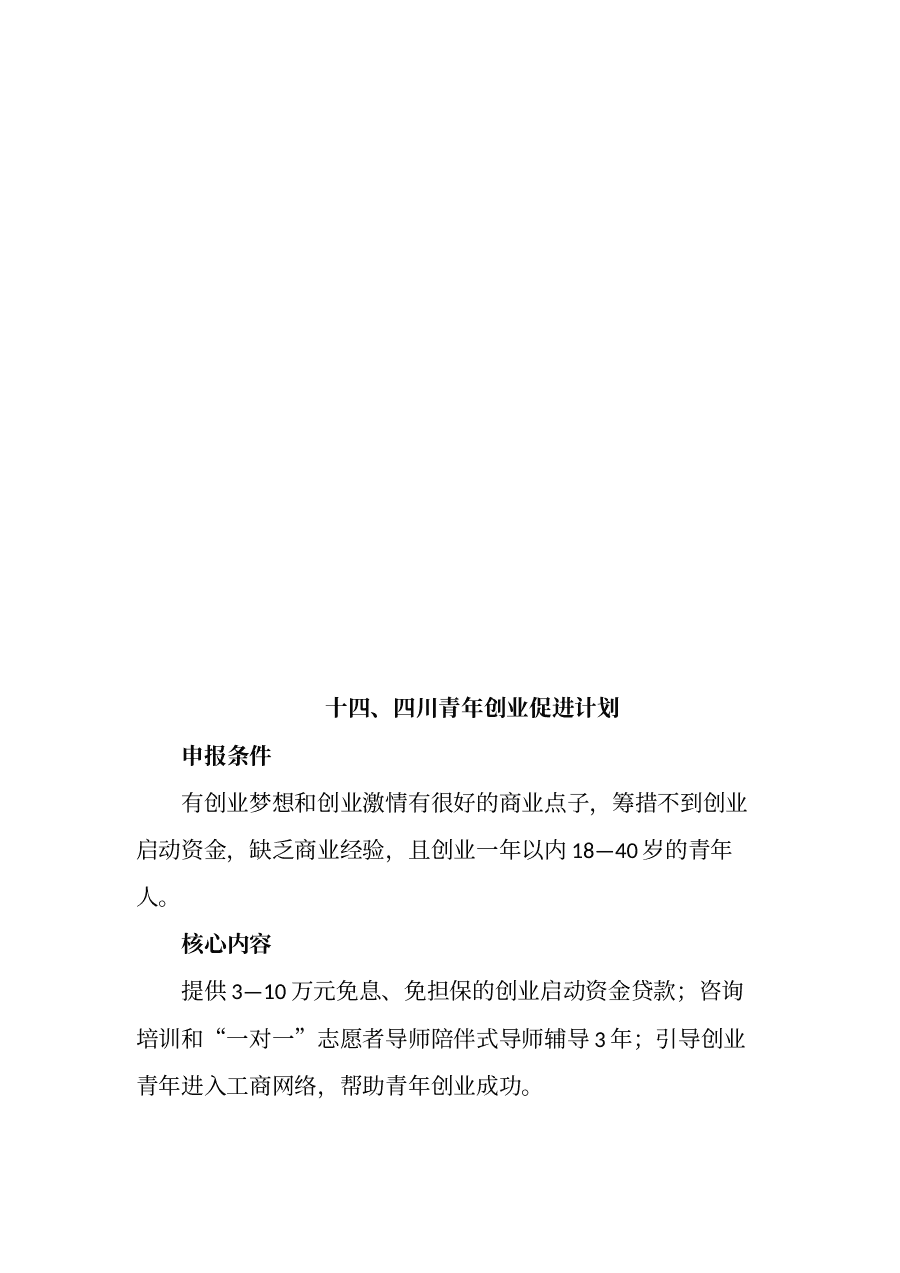 十四、四川青年创业促进计划
申报条件
有创业梦想和创业激情有很好的商业点子，筹措不到创业
启动资金，缺乏商业经验，且创业一年以内 18—40 岁的青年
人。
核心内容
提供 3—10 万元免息、免担保的创业启动资金贷款；咨询
培训和“一对一”志愿者导师陪伴式导师辅导 3 年；引导创业
青年进入工商网络，帮助青年创业成功。